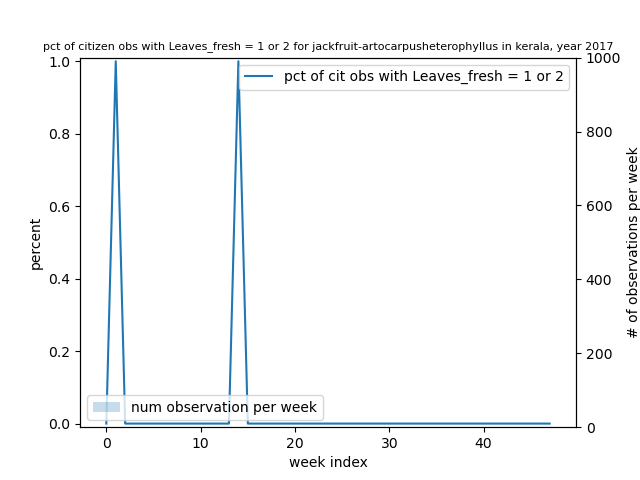 pct of citizen obs with Leaves_fresh = 1 or 2 for jackfruit-artocarpusheterophyllus in kerala, year 2017
pct of cit obs with Leaves_fresh = 1 or 2
1.0
0.8
0.6
0.4
0.2
0.0
percent
1000
800
600
400
200
0
# of observations per week
num observation per week
0 10 20 30 40
week index